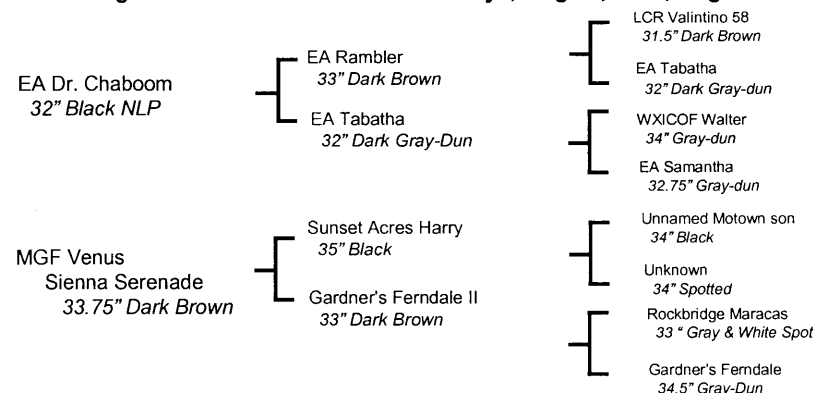 LCR Valintino 58
31.5" Dark Brown
EA Rambler
33" Dark Brown
EA Tabatha
32" Dark Gray-dun
EA Dr. Chaboom
32" Black NLP
EA Tabatha
32" Dark Gray-Dun
WXICOF Walter
34" Gray-dun
EA Samantha
32.75" Gray-dun
Unnamed Motown son
34" Black
Sunset Acres Harry
35" Black
Unknown
34" Spotted
MGF Venus
Sienna Serenade
33.75" Dark Brown
Gardner's Ferndale II
33" Dark Brown
Rockbridge Maracas
33 " Gray & White Spot
Gardner's Ferndale
34.5" Gray-Dun